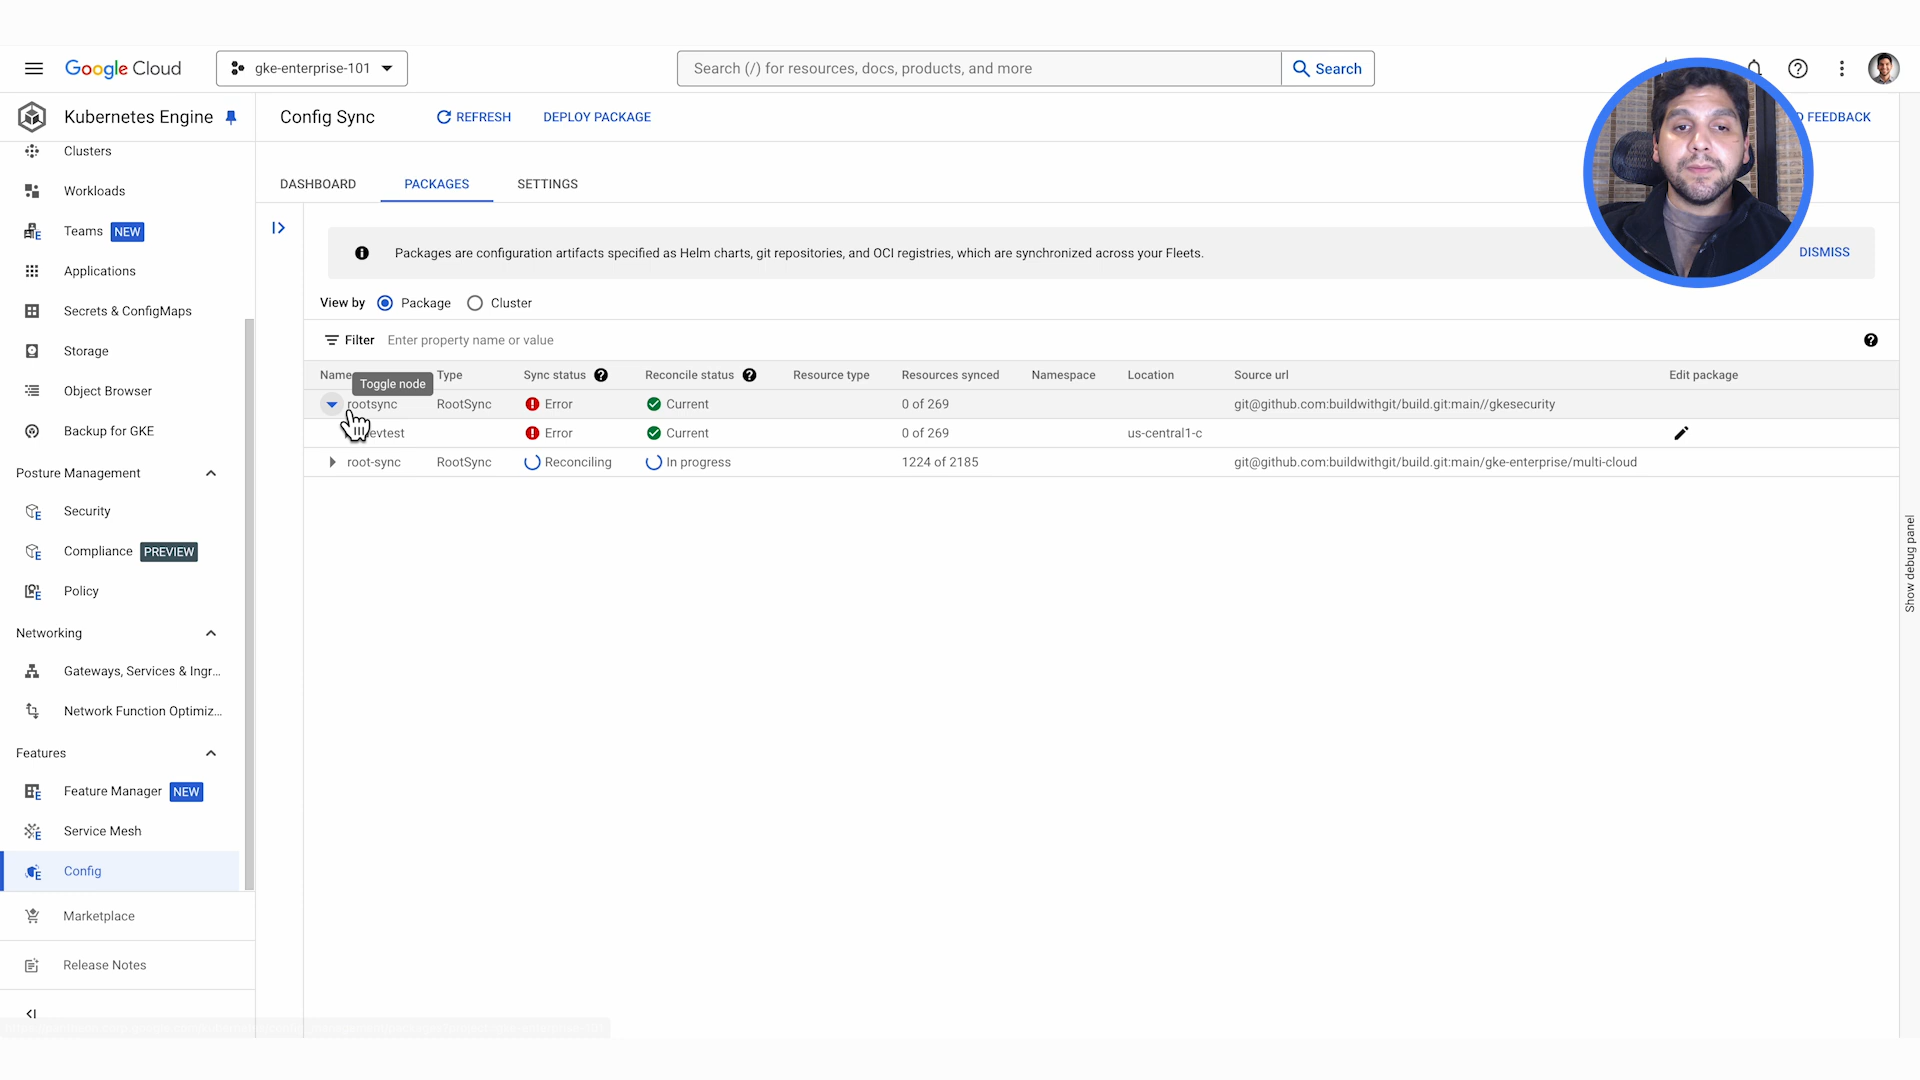 Google Cloud
gke-enterprise-101
Search (/) for resources, docs, products, and more
Search
Kubernetes Engine
Config Sync
REFRESH
DEPLOY PACKAGE
FEEDBACK
Clusters
Workloads
Teams NEW
Applications
Secrets & ConfigMaps
Storage
Object Browser
Backup for GKE
Posture Management
Security
Compliance PREVIEW
Policy
Networking
Gateways, Services & Ingr...
Network Function Optimiz...
Features
Feature Manager NEW
Service Mesh
Config
Marketplace
Release Notes
DASHBOARD
PACKAGES
SETTINGS
Packages are configuration artifacts specified as Helm charts, git repositories, and OCI registries, which are synchronized across your Fleets.
DISMISS
View by Package Cluster
Filter Enter property name or value
Name Type Sync status Reconcile status Resource type Resources synced Namespace Location Source url Edit package
Toggle node
rootsync RootSync Error Current 0 of 269 git@github.com:buildwithgit/build.git:main//gkesecurity
Error Current 0 of 269 us-central1-c
root-sync RootSync Reconciling In progress 1224 of 2185 git@github.com:buildwithgit/build.git:main/gke-enterprise/multi-cloud
Show debug panel